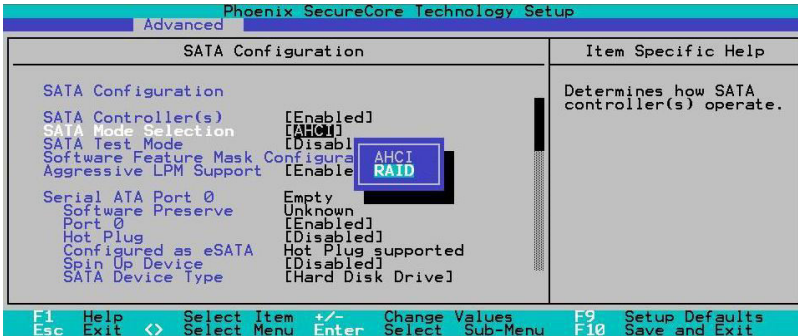 Phoenix SecureCore Technology Setup
Advanced
SATA Configuration
Item Specific Help
SATA Configuration
Determines how SATA
controller(s) operate.
SATA Controller(s) [Enabled]
SATA Mode Selection [AHCI]
SATA Test Mode [Disabl
Software Feature Mask Configura
Aggressive LPM Support [Enable
AHCI
RAID
Serial ATA Port 0 Empty
Software Preserve Unknown
Port 0 [Enabled]
Hot Plug [Disabled]
Configured as eSATA Hot Plug supported
Spin Up Device [Disabled]
SATA Device Type [Hard Disk Drive]
F1 Help Select Item +/- Change Values F9 Setup Defaults
Esc Exit <> Select Menu Enter Select Sub-Menu F10 Save and Exit